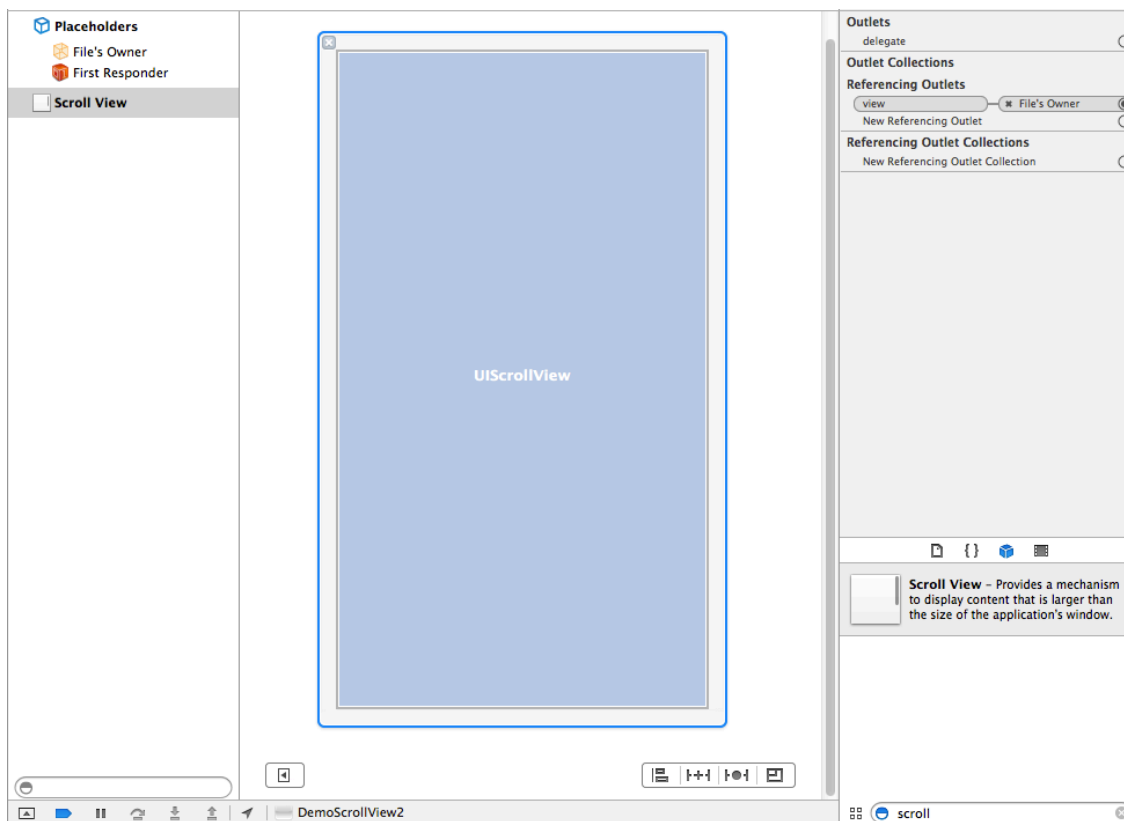 Placeholders
File's Owner
First Responder
Scroll View
UIScrollView
DemoScrollView2
Outlets
delegate
Outlet Collections
Referencing Outlets
view File's Owner
New Referencing Outlet
Referencing Outlet Collections
New Referencing Outlet Collection
{}
Scroll View – Provides a mechanism
to display content that is larger than
the size of the application's window.
scroll